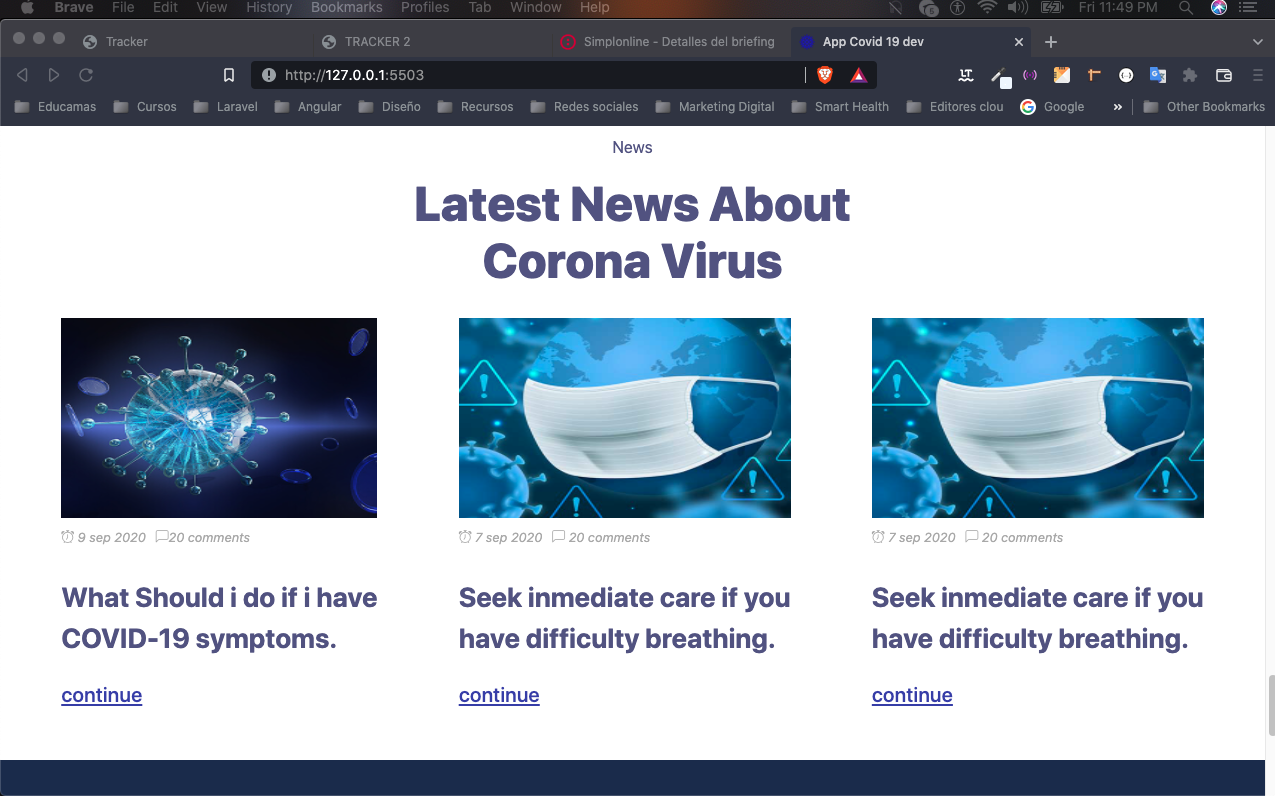 Brave File Edit View History Bookmarks Profiles Tab Window Help 5 Fri 11:49 PM
Tracker TRACKER 2 Simplonline - Detalles del briefing App Covid 19 dev
http://127.0.0.1:5503
Educamas Cursos Laravel Angular Diseño Recursos Redes sociales Marketing Digital Smart Health Editores clou Google » Other Bookmarks
News
Latest News About
Corona Virus
9 sep 2020 20 comments
What Should i do if i have
COVID-19 symptoms.
continue
7 sep 2020 20 comments
Seek inmediate care if you
have difficulty breathing.
continue
7 sep 2020 20 comments
Seek inmediate care if you
have difficulty breathing.
continue